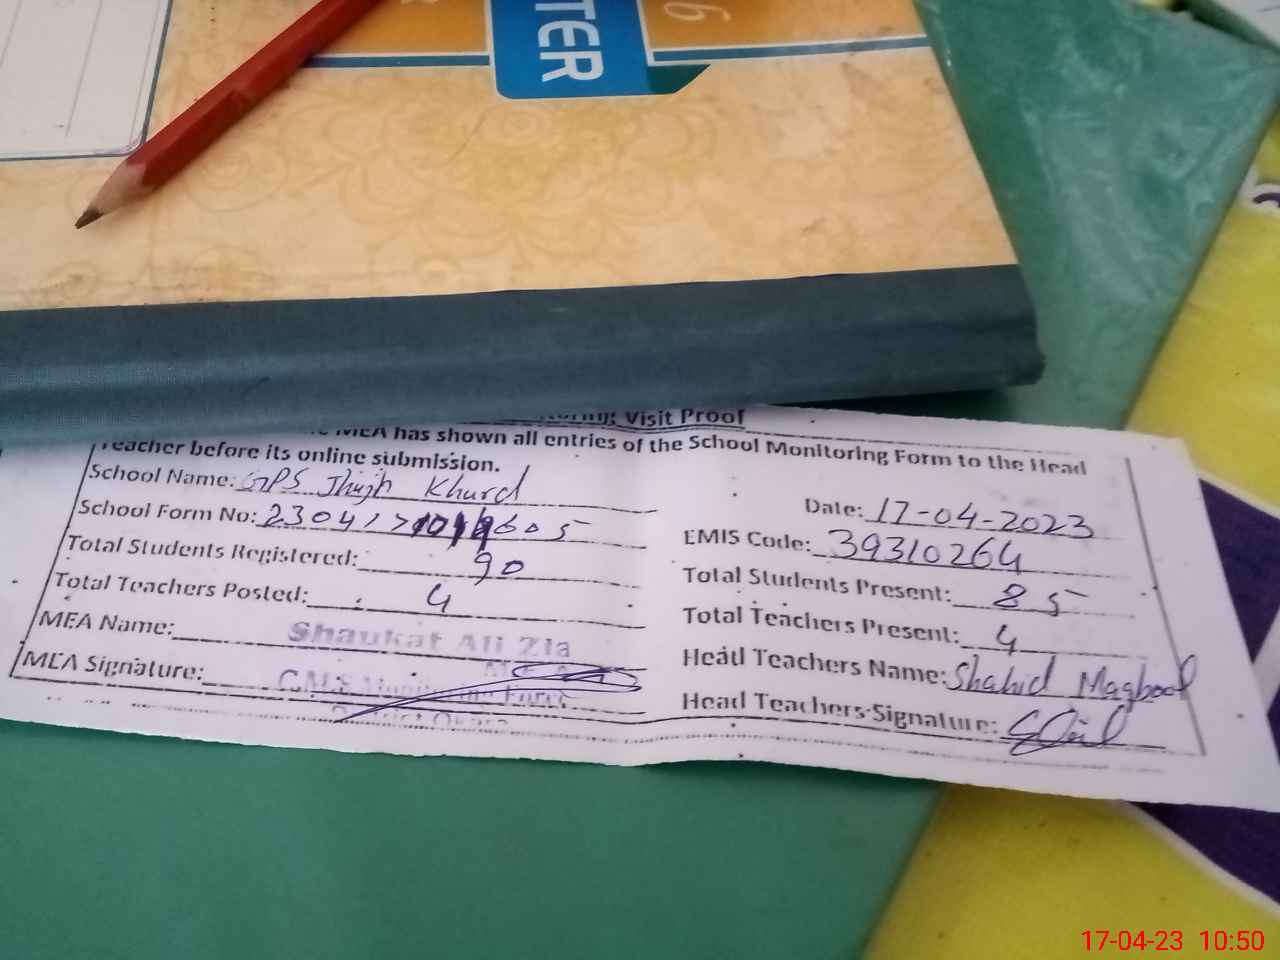 TER
6
Visit Proof
MEA has shown all entries of the School Monitoring Form to the Head
Teacher before its online submission.
School Name: GPS Jhujh Khurd
Date: 17-04-2023
School Form No:
EMIS Code: 39310264
Total Students Registered: 90
Total Students Present: 85
Total Teachers Posted: 4
Total Teachers Present: 4
MEA Name: Shaukat Ali Zia
Head Teachers Name: Shahid Maqbool
MEA Signature:
Head Teachers Signature:
17-04-23 10:50